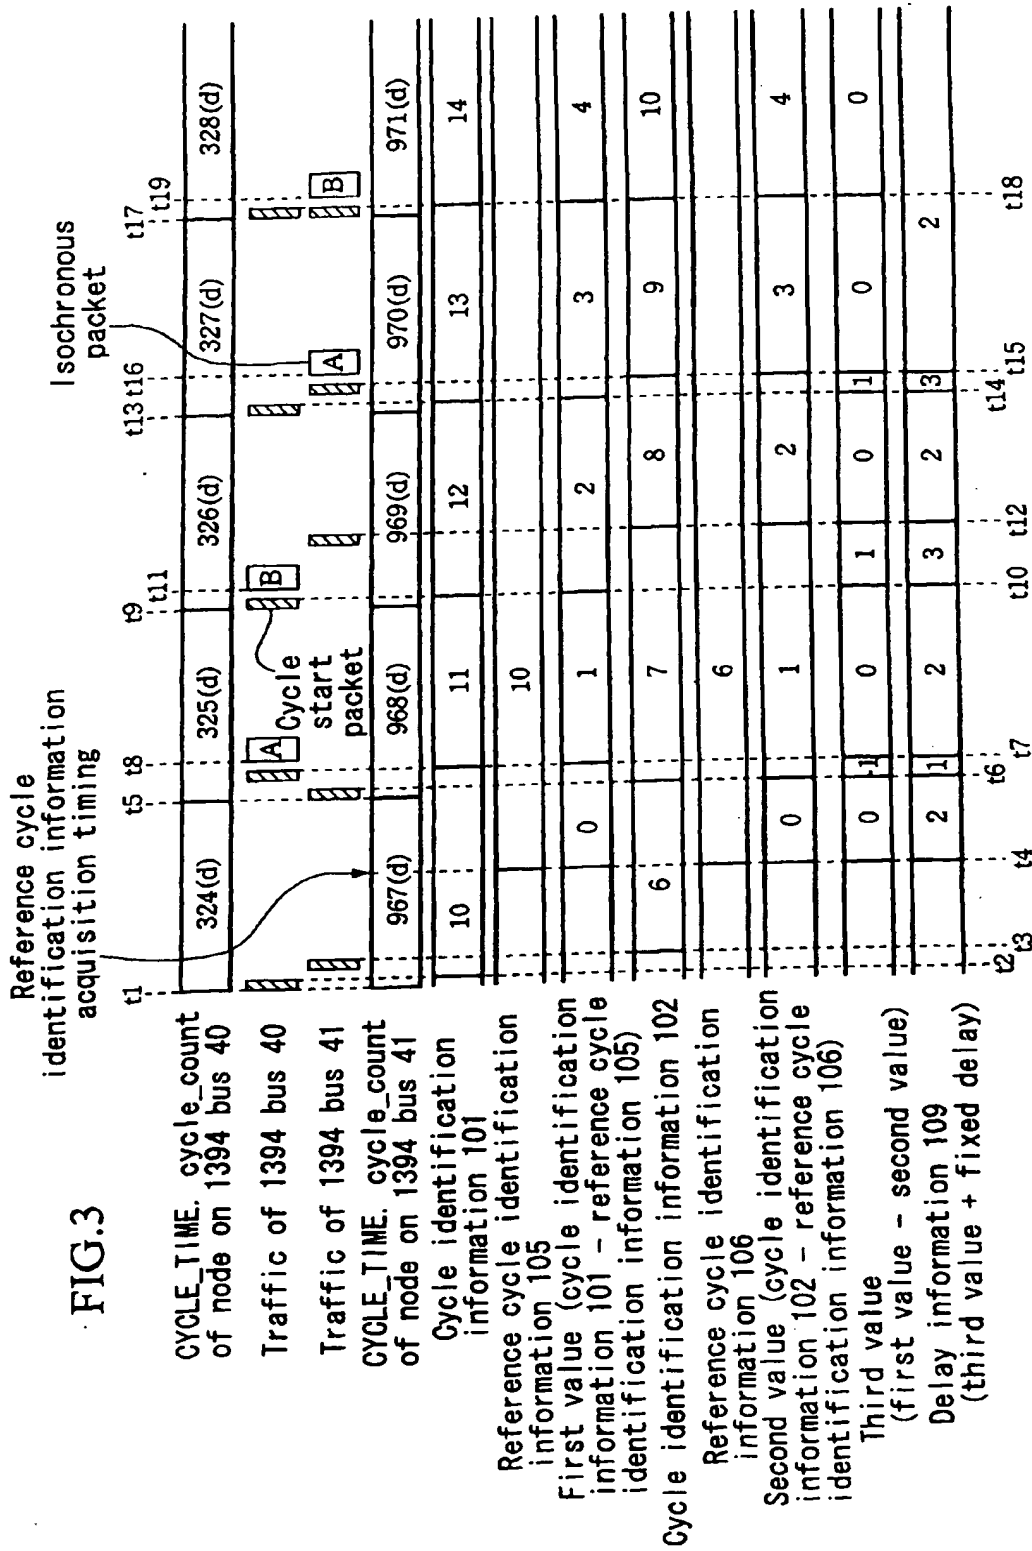 FIG.3
Reference cycle
identification information
acquisition timing
Isochronous
packet
t1 t5 t8 t9 t11 t13 t16 t17 t19
CYCLE_TIME. cycle_count
of node on 1394 bus 40
324(d) 325(d) 326(d) 327(d) 328(d)
Traffic of 1394 bus 40
A B
Cycle
start
packet
Traffic of 1394 bus 41
A B
CYCLE_TIME. cycle_count
of node on 1394 bus 41
967(d) 968(d) 969(d) 970(d) 971(d)
Cycle identification
information 101
10 11 12 13 14
Reference cycle identification
information 105
10
First value (cycle identification
information 101 - reference cycle
identification information 105)
0 1 2 3 4
Cycle identification information 102
6 7 8 9 10
Reference cycle identification
information 106
6
Second value (cycle identification
information 102 - reference cycle
identification information 106)
0 1 2 3 4
Third value
(first value - second value)
0 -1 0 1 0 1 0 0
Delay information 109
(third value + fixed delay)
2 1 2 3 2 3 2
t2 t3 t4 t6 t7 t10 t12 t14 t15 t18